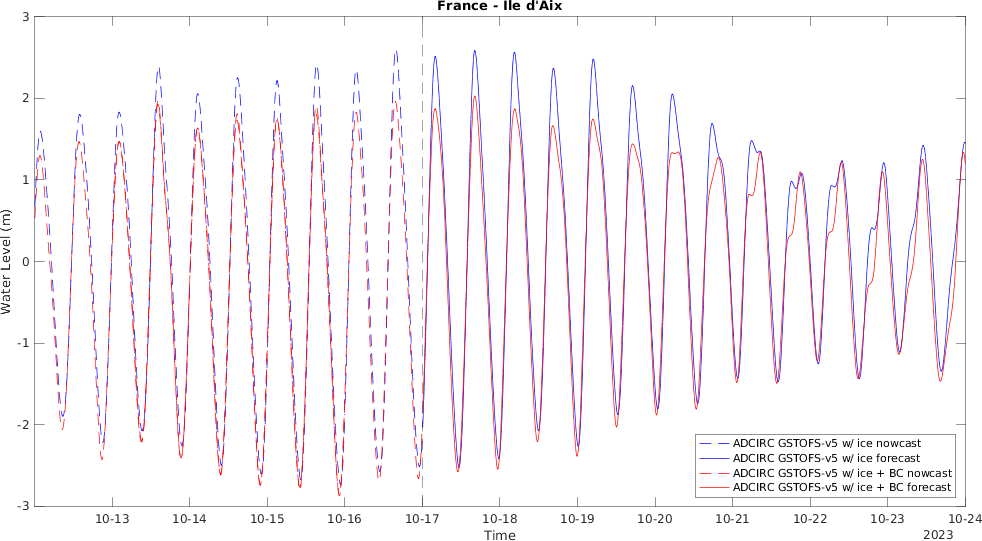 France - Ile d'Aix
3
2
1
0
-1
-2
-3
Water Level (m)
ADCIRC GSTOFS-v5 w/ ice nowcast
ADCIRC GSTOFS-v5 w/ ice forecast
ADCIRC GSTOFS-v5 w/ ice + BC nowcast
ADCIRC GSTOFS-v5 w/ ice + BC forecast
10-13 10-14 10-15 10-16 10-17 10-18 10-19 10-20 10-21 10-22 10-23 10-24
Time 2023